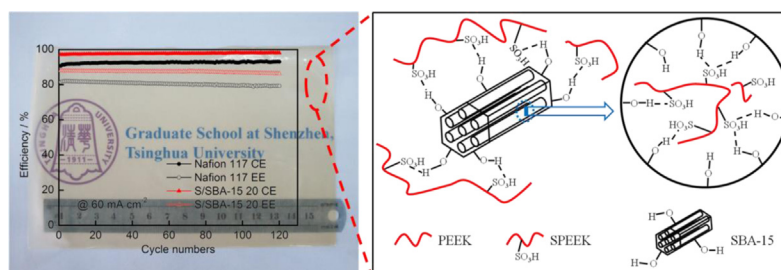 100
80
60
40
20
0
Efficiency / %
TSINGHUA UNIVERSITY
-1911-
Graduate School at Shenzhen,
Tsinghua University
Nafion 117 CE
Nafion 117 EE
S/SBA-15 20 CE
S/SBA-15 20 EE
@ 60 mA cm-2
0 20 40 60 80 100 120 140
Cycle numbers
SO3H
SO3H
H
O
SO3H
H
O
H
O
SO3H
H
O
SO3H
H
O
SO3H
H
O
H
O
SO3H
O
H
SO3H
H
O
SO3H
SO3H
H
O
SO3H
H
O
H
O
PEEK
SPEEK
SO3H
H
O
O
H
O
H
SBA-15